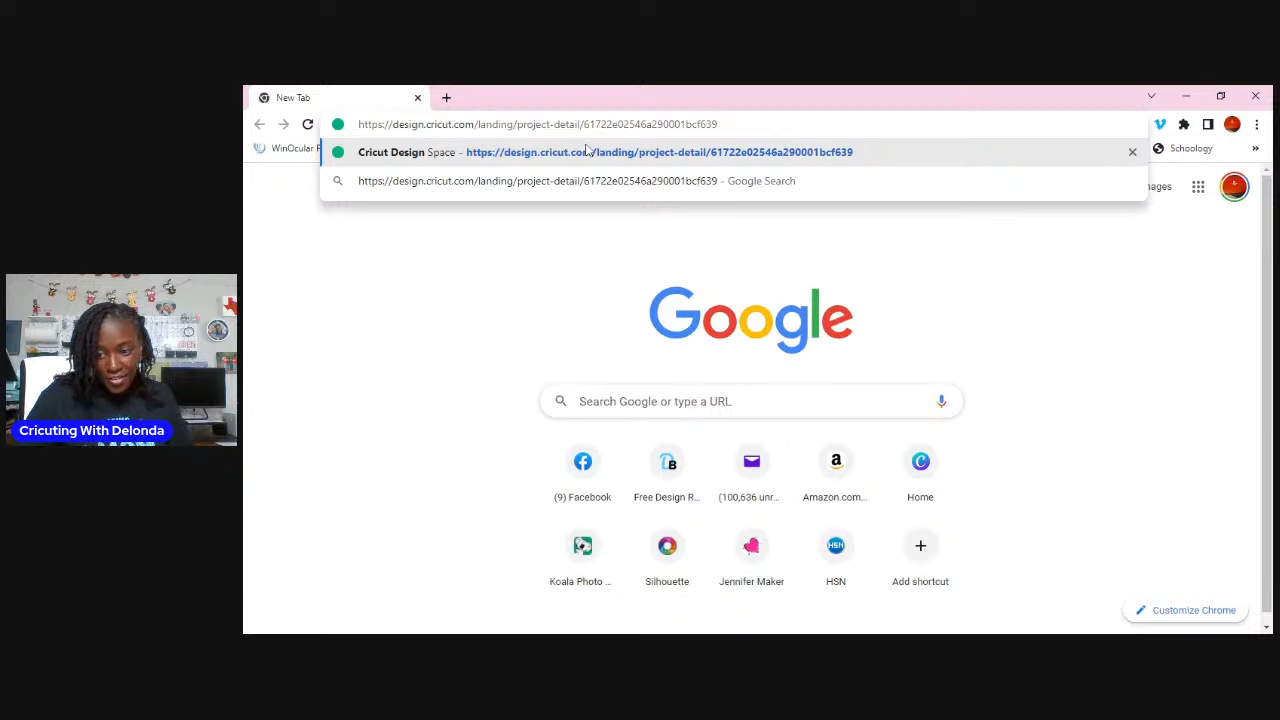 New Tab
https://design.cricut.com/landing/project-detail/61722e02546a290001bcf639
WinOcular
Cricut Design Space - https://design.cricut.com/landing/project-detail/61722e02546a290001bcf639
Schoology
»
https://design.cricut.com/landing/project-detail/61722e02546a290001bcf639 - Google Search
ages
Google
Search Google or type a URL
(9) Facebook
Free Design R...
(100,636 unr...
Amazon.com...
Home
Koala Photo ...
Silhouette
Jennifer Maker
HSN
HSN
Add shortcut
Customize Chrome
Cricuting With Delonda